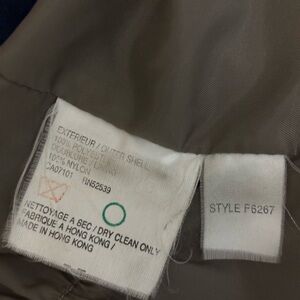 EXTERIEUR / OUTER SHELL
100% POLYESTER
DOUBLURE /
100% NYLON
CA07101 RN52539
NETTOYAGE A SEC / DRY CLEAN ONLY
FABRIQUE A HONG KONG /
MADE IN HONG KONG
STYLE F6267